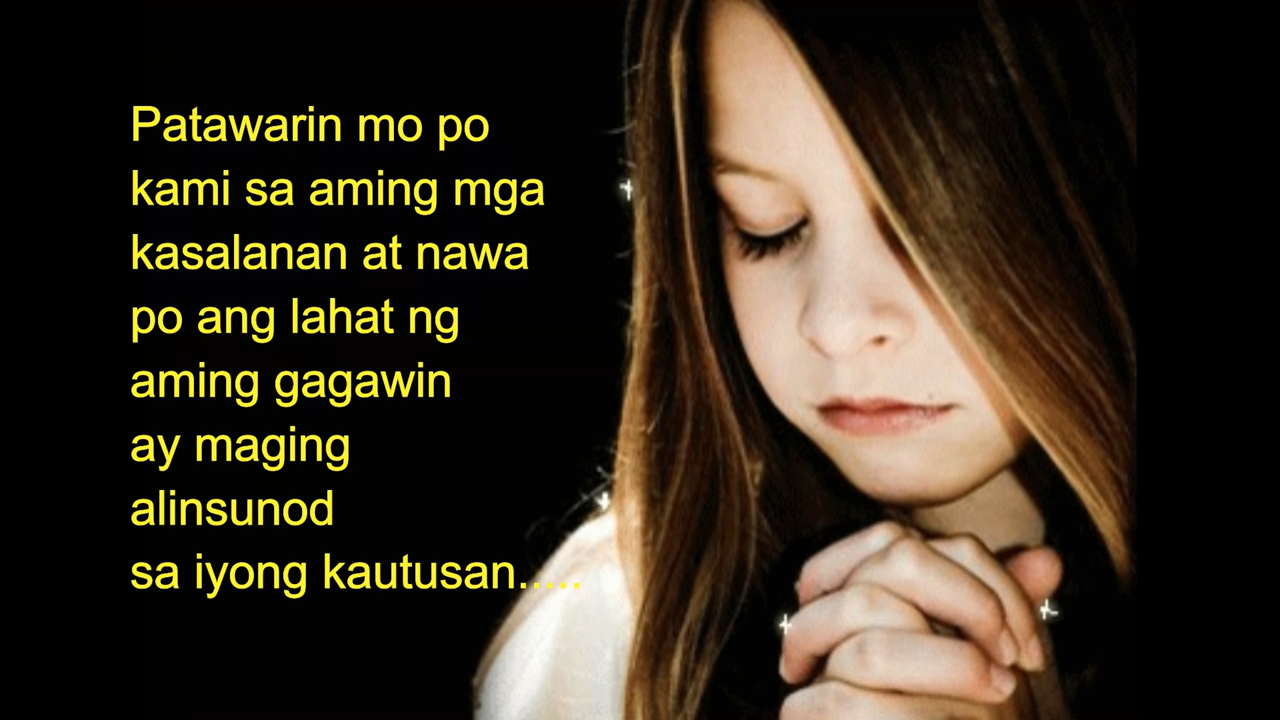 Patawarin mo po
kami sa aming mga
kasalanan at nawa
po ang lahat ng
aming gagawin
ay maging
alinsunod
sa iyong kautusan.....